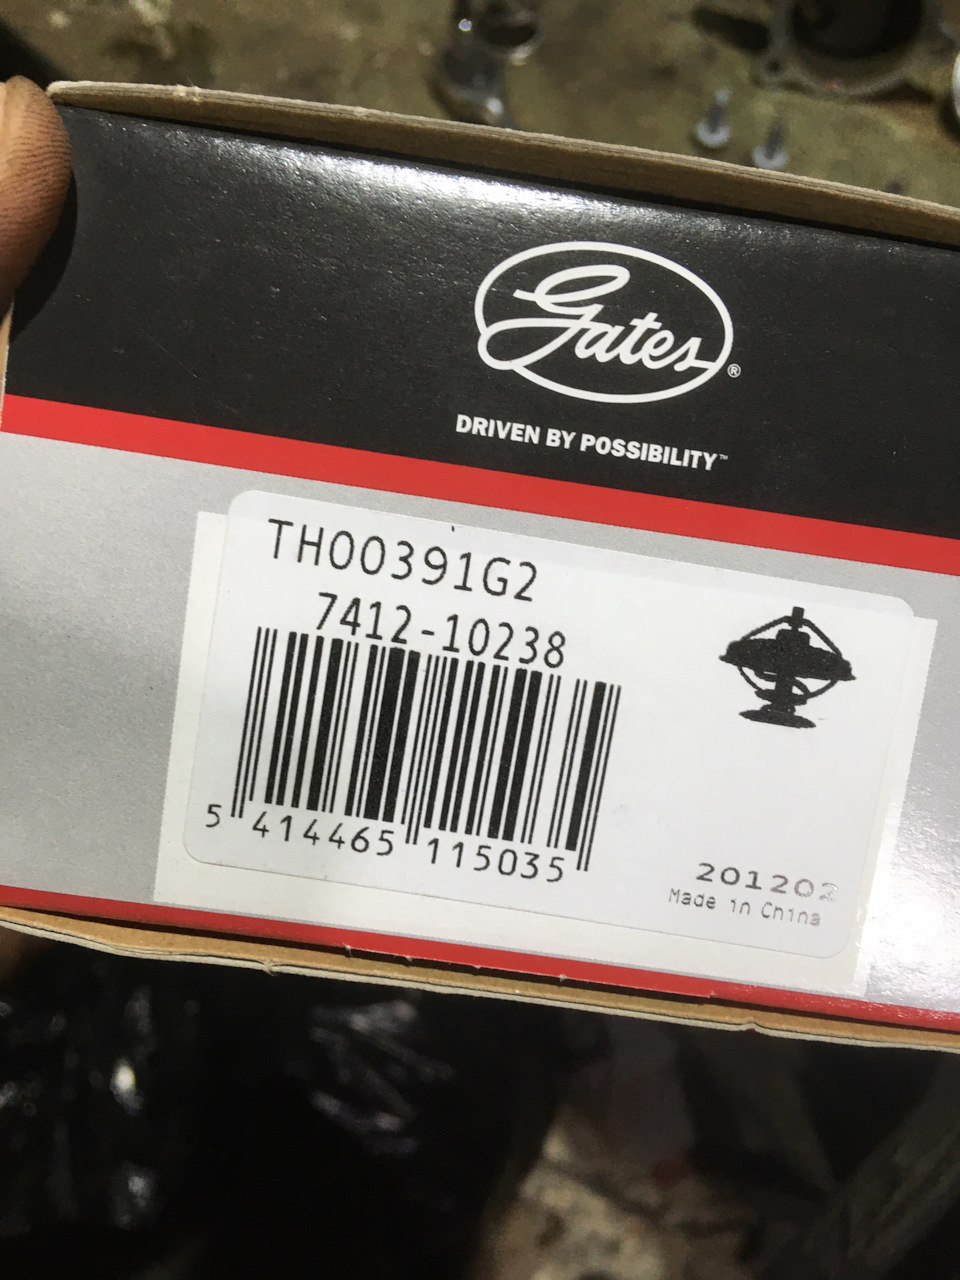 Gates®
DRIVEN BY POSSIBILITY™
TH00391G2
7412-10238
5 414465 115035
201202
Made in China